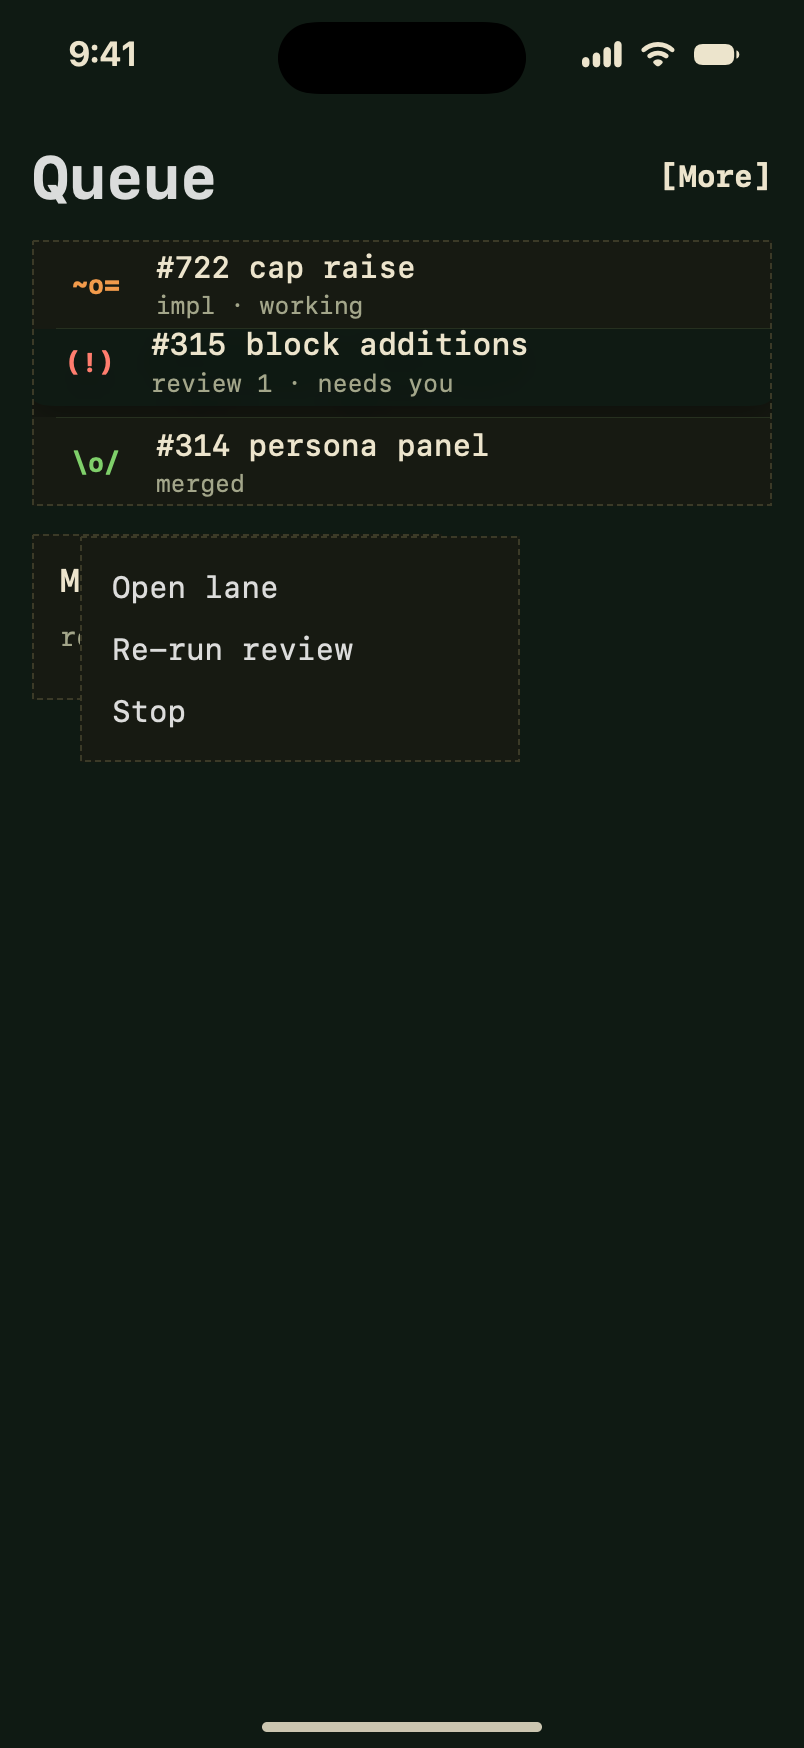 9:41
Queue
[More]
~o=
#722 cap raise
impl · working
(!)
#315 block additions
review 1 · needs you
\o/
#314 persona panel
merged
Open lane
Re-run review
Stop